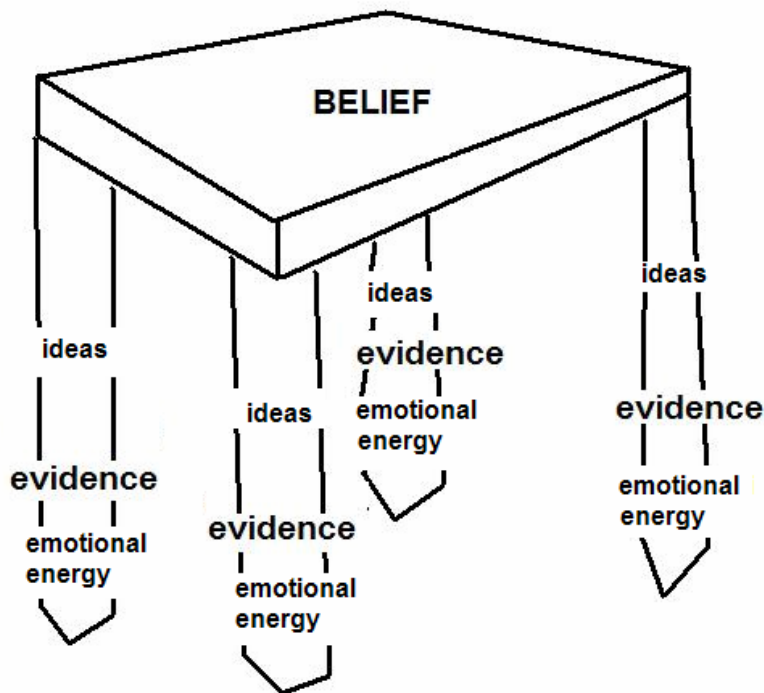 BELIEF
ideas
evidence
emotional
energy
ideas
evidence
emotional
energy
ideas
evidence
emotional
energy
ideas
evidence
emotional
energy